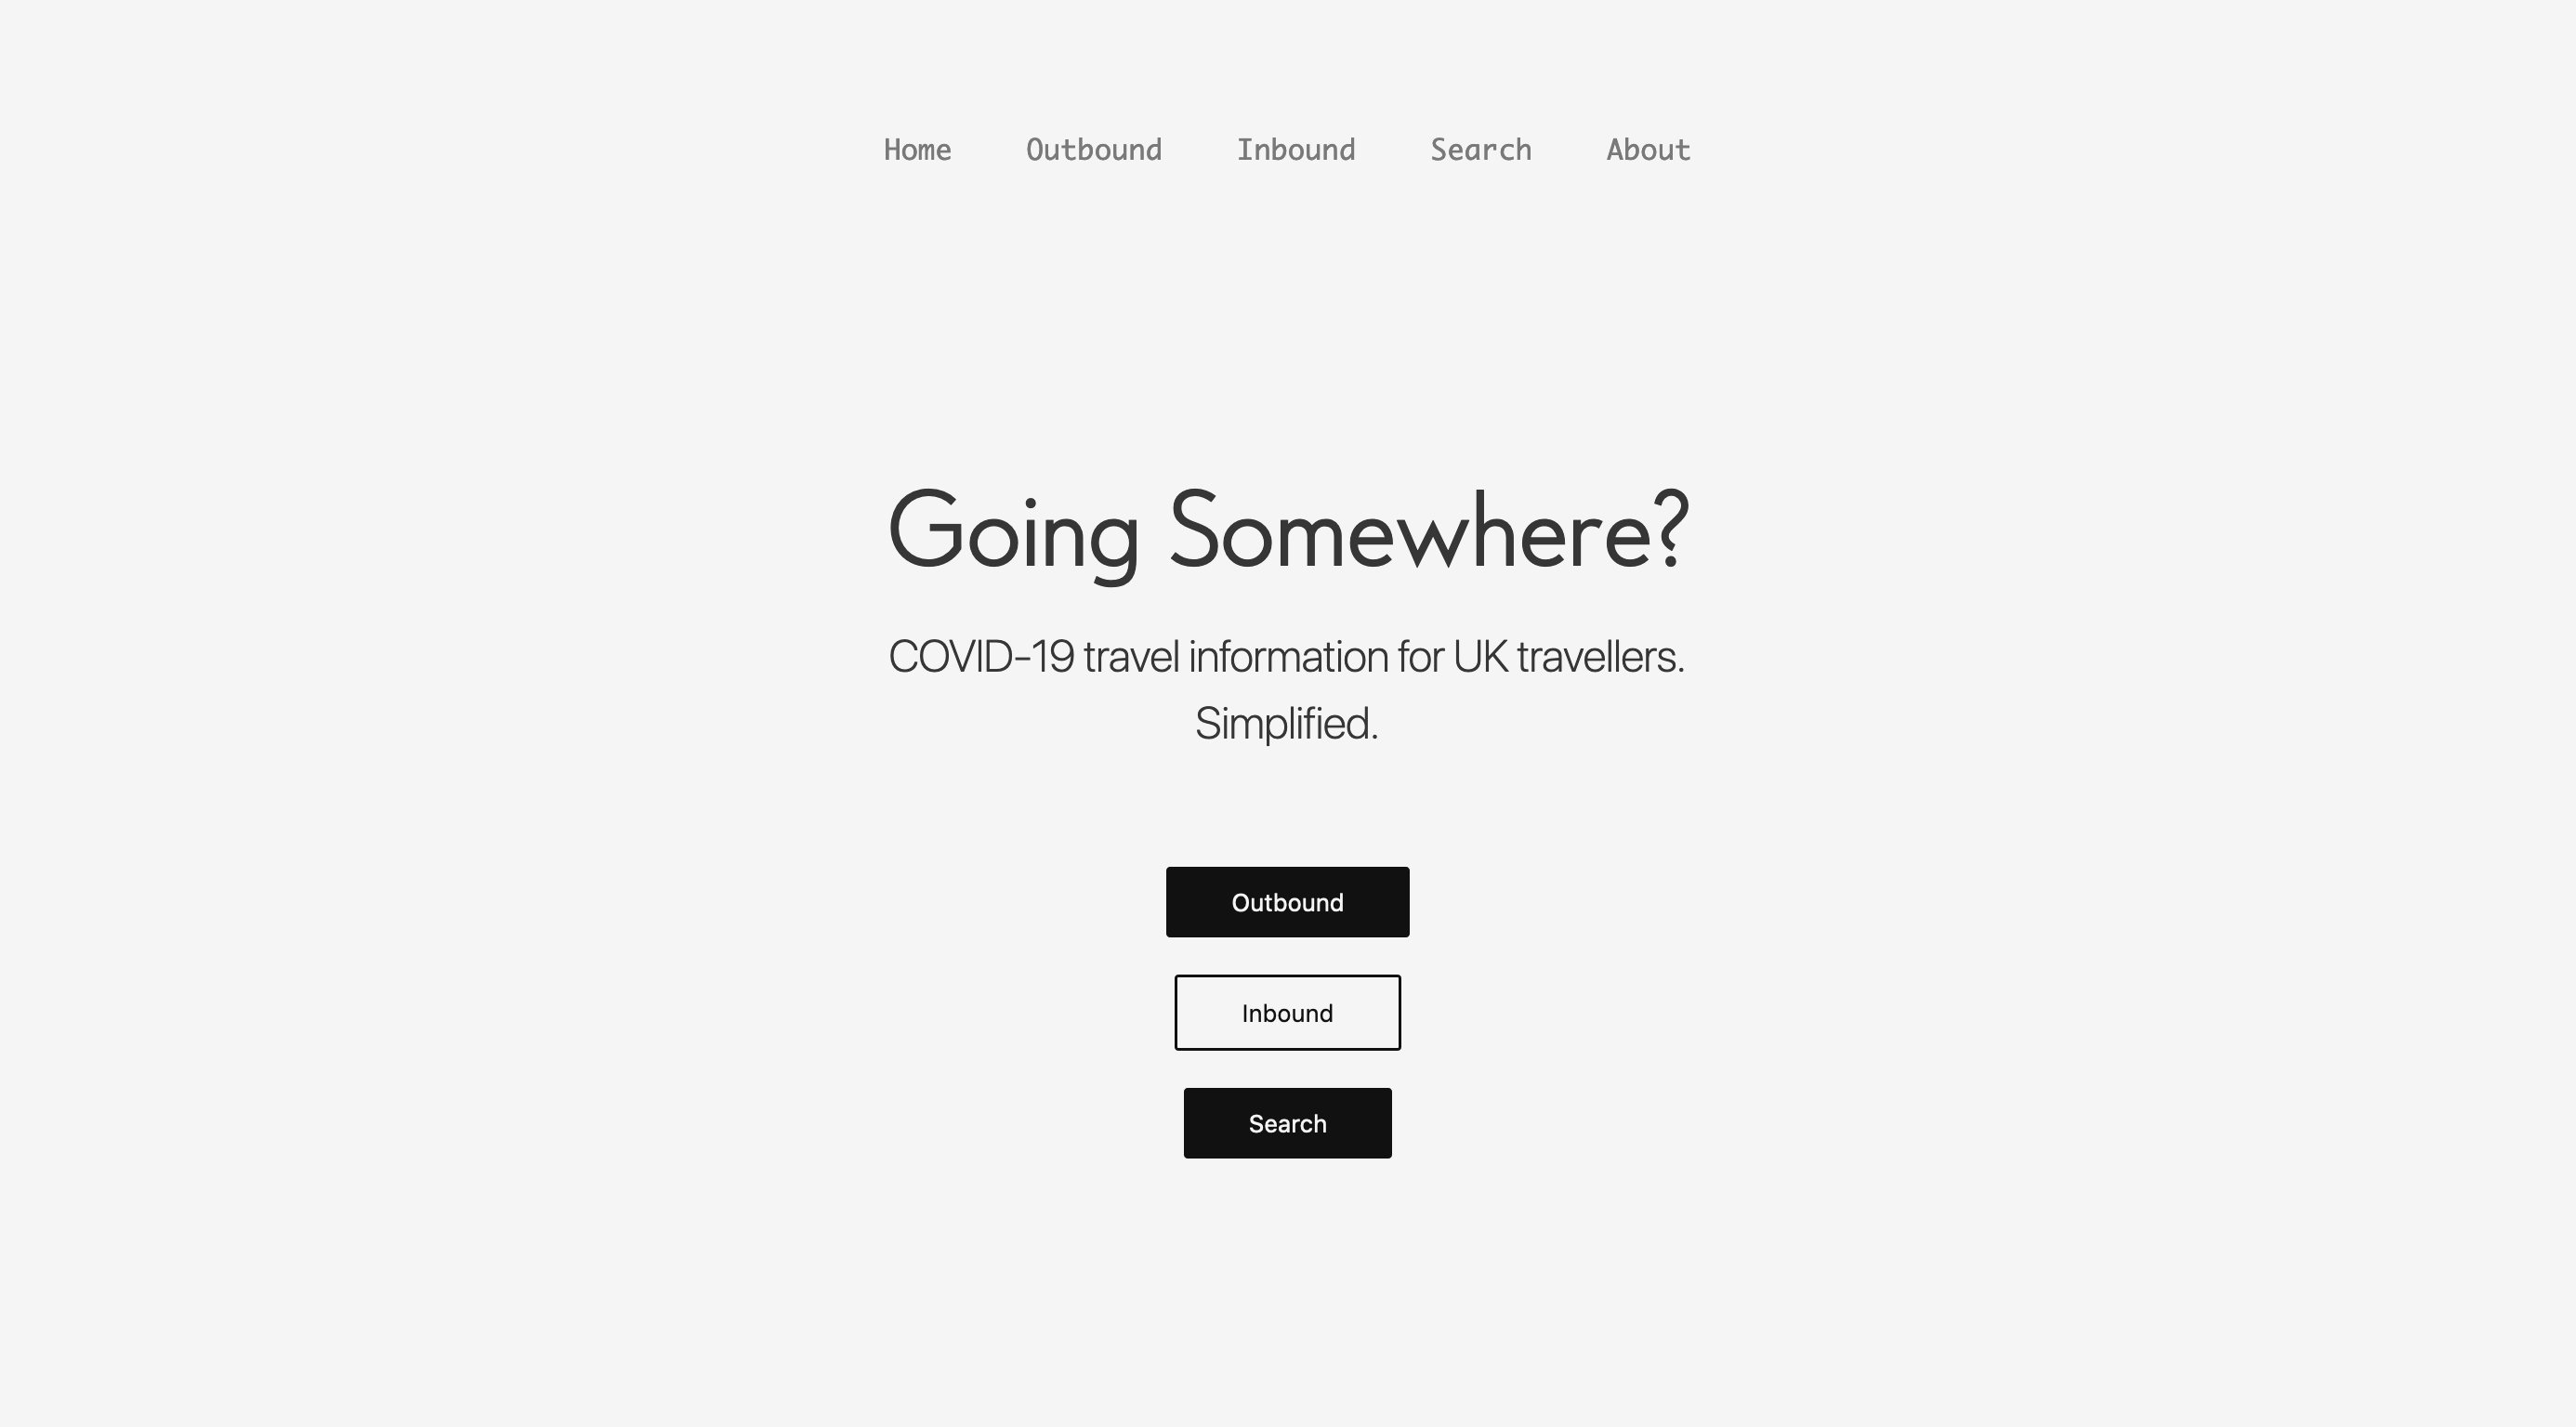 Home Outbound Inbound Search About
Going Somewhere?
COVID-19 travel information for UK travellers.
Simplified.
Outbound
Inbound
Search